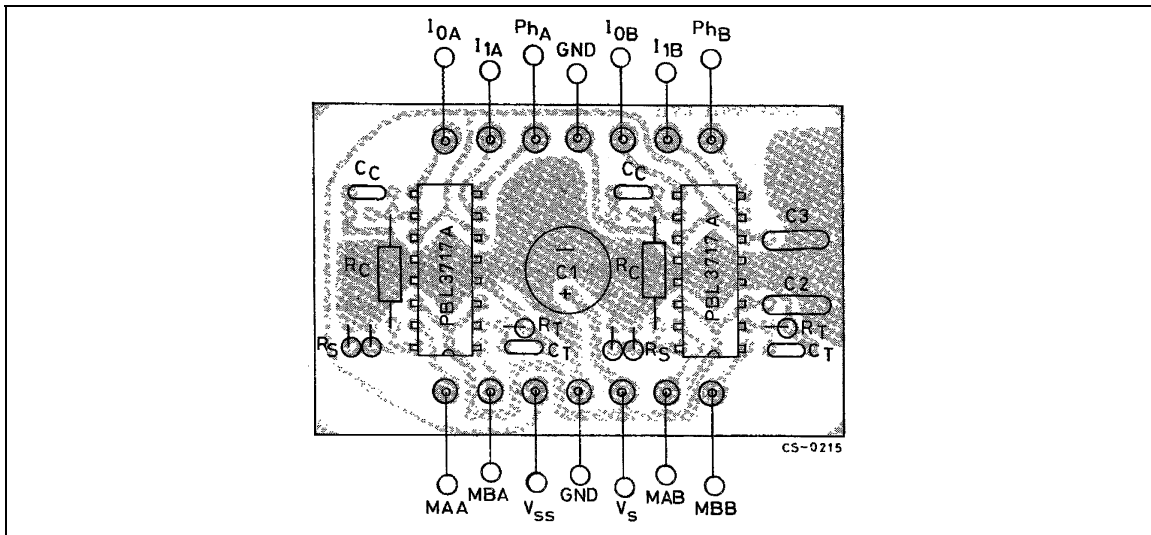 I0A I1A PhA GND I0B I1B PhB
CC CC
C3
RC PBL3717A C1 RC PBL3717A
− 
+
C2
RT RT
RS CT RS CT
CS-0215
MAA MBA VSS GND VS MAB MBB